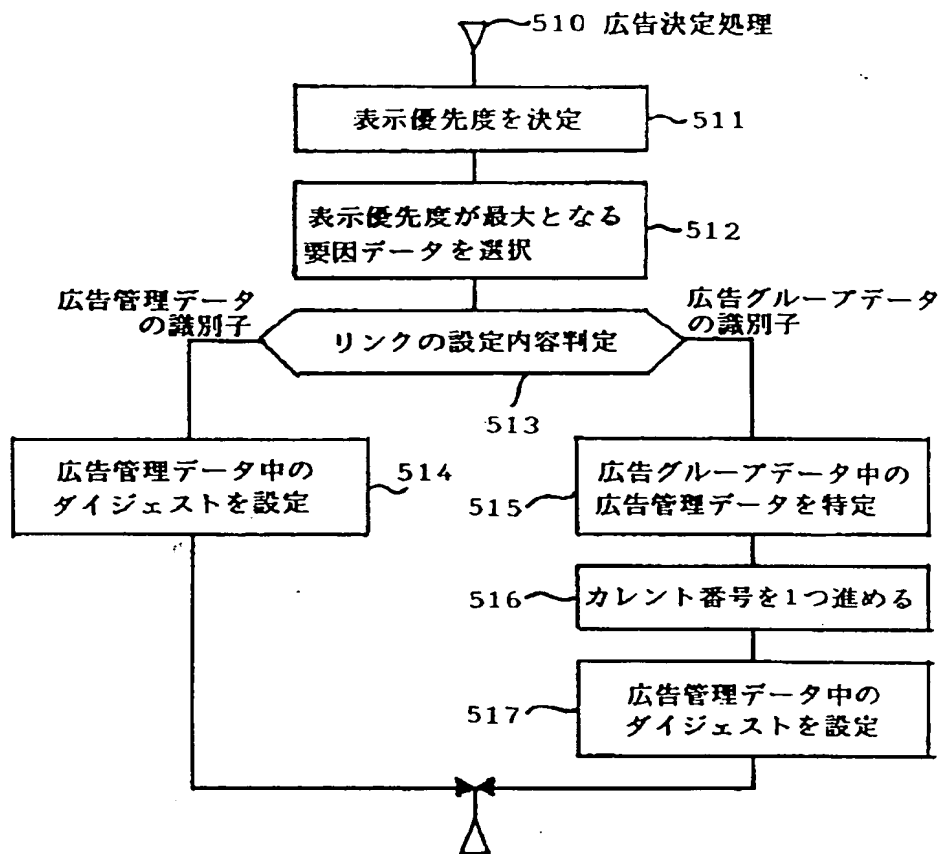 510 広告決定処理
表示優先度を決定
511
表示優先度が最大となる
要因データを選択
512
広告管理データ
の識別子
広告グループデータ
の識別子
リンクの設定内容判定
513
広告管理データ中の
ダイジェストを設定
514
広告グループデータ中の
広告管理データを特定
515
516
カレント番号を1つ進める
517
広告管理データ中の
ダイジェストを設定